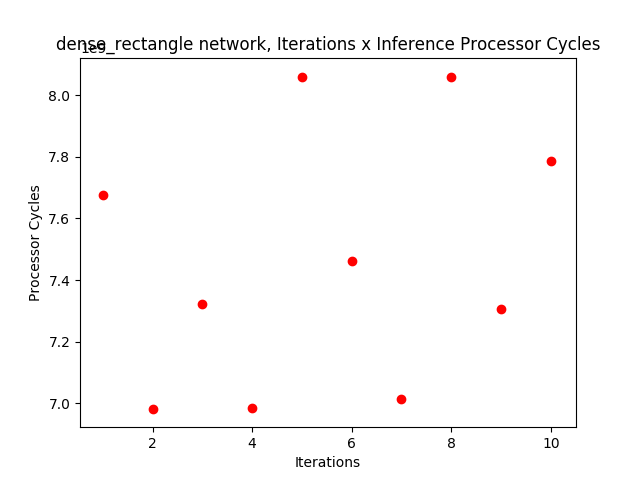 dense_rectangle network, Iterations x Inference Processor Cycles
8.0
7.8
7.6
7.4
7.2
7.0
Processor Cycles
2 4 6 8 10
Iterations